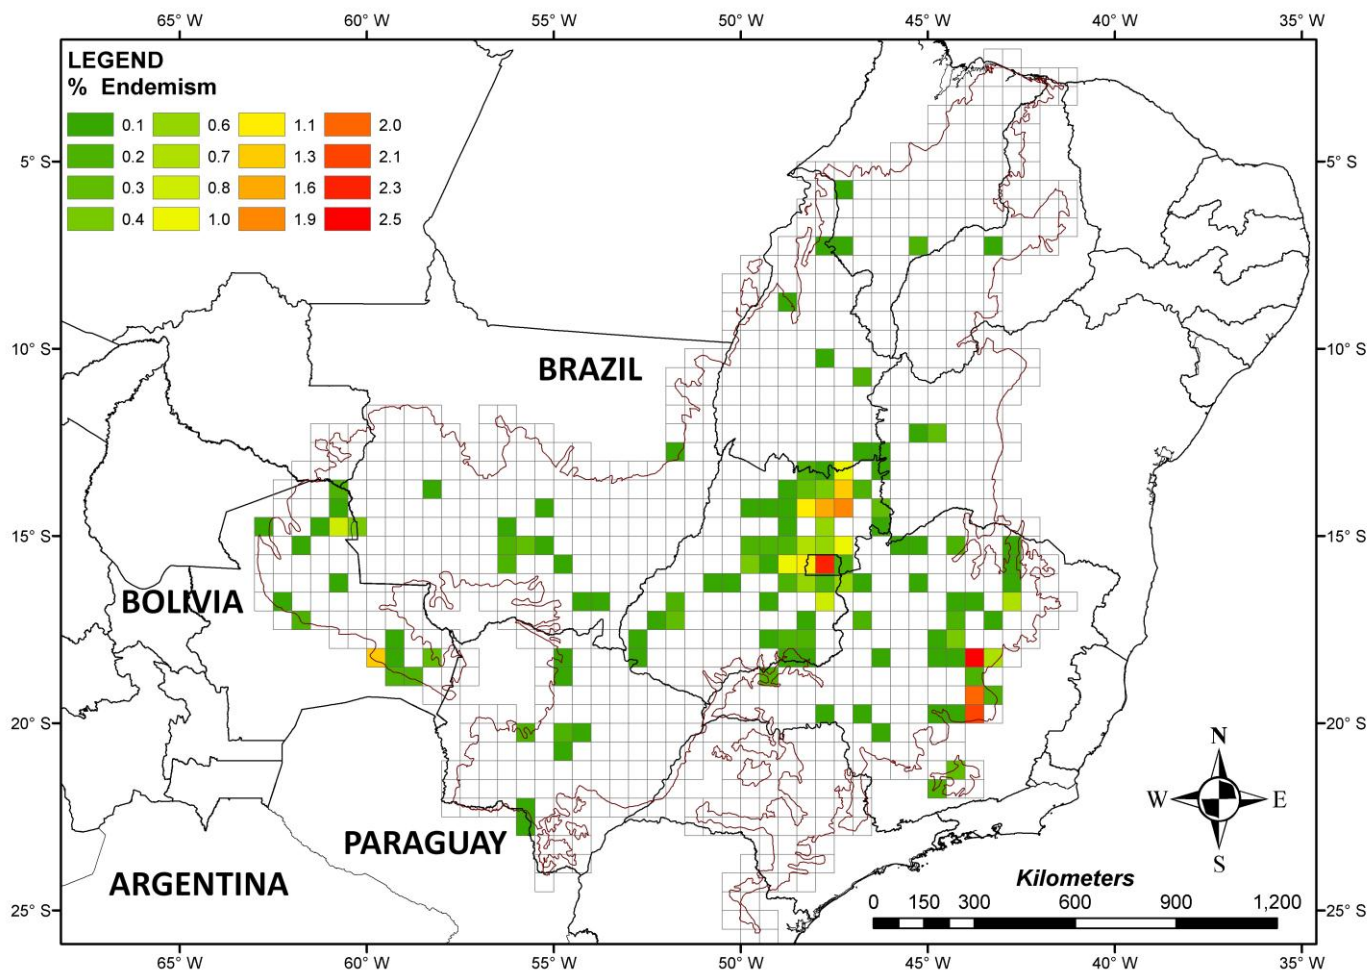 65° W 60° W 55° W 50° W 45° W 40° W 35° W
LEGEND
% Endemism
0.1 0.6 1.1 2.0
0.2 0.7 1.3 2.1
0.3 0.8 1.6 2.3
0.4 1.0 1.9 2.5
5° S 5° S
10° S 10° S
BRAZIL
15° S 15° S
BOLIVIA
20° S 20° S
N
W E
S
PARAGUAY
ARGENTINA
Kilometers
0 150 300 600 900 1,200
25° S 25° S
65° W 60° W 55° W 50° W 45° W 40° W 35° W